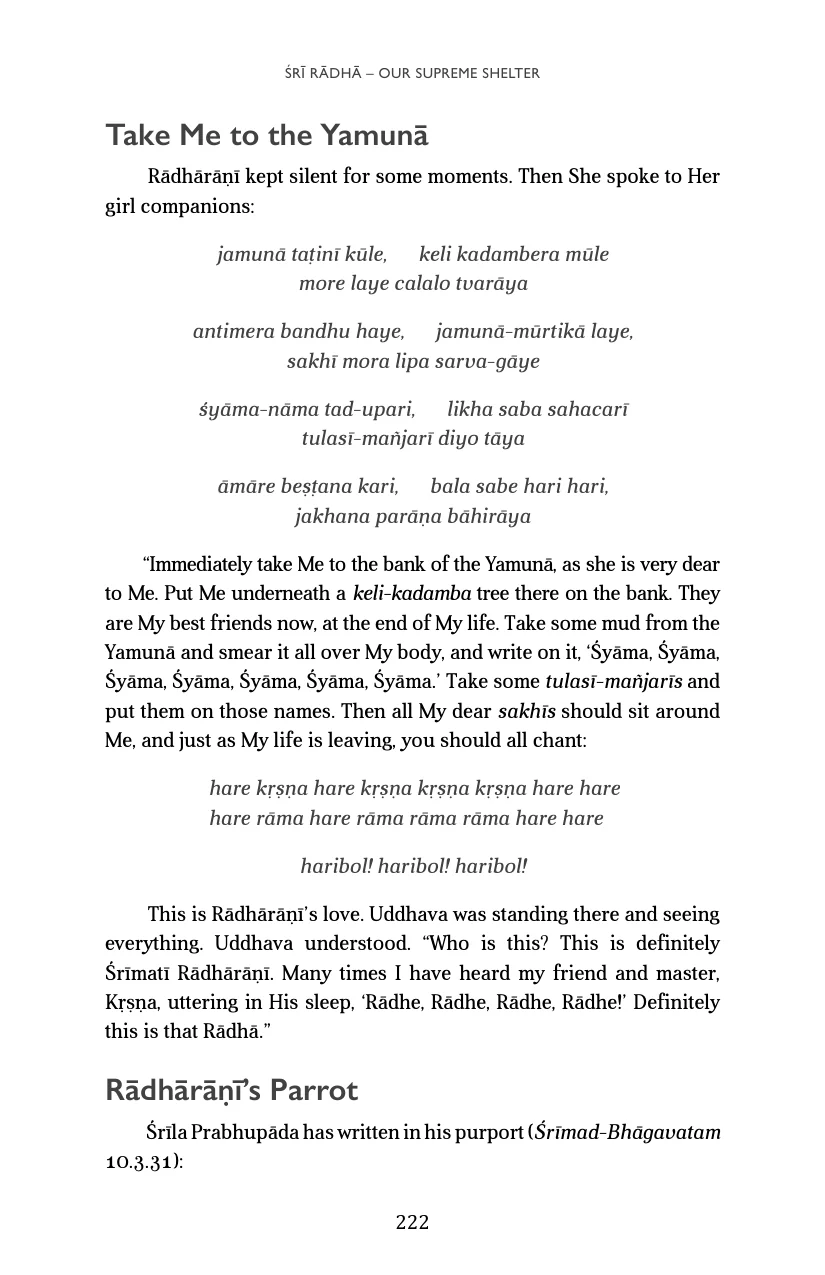 ŚRĪ RĀDHĀ – OUR SUPREME SHELTER
Take Me to the Yamunā
Rādhārāṇī kept silent for some moments. Then She spoke to Her
girl companions:
jamunā taṭinī kūle, keli kadambera mūle
more laye calalo tvarāya
antimera bandhu haye, jamunā-mūrtikā laye,
sakhī mora lipa sarva-gāye
śyāma-nāma tad-upari, likha saba sahacarī
tulasī-mañjarī diyo tāya
āmāre beṣṭana kari, bala sabe hari hari,
jakhana parāṇa bāhirāya
“Immediately take Me to the bank of the Yamunā, as she is very dear
to Me. Put Me underneath a keli-kadamba tree there on the bank. They
are My best friends now, at the end of My life. Take some mud from the
Yamunā and smear it all over My body, and write on it, ‘Śyāma, Śyāma,
Śyāma, Śyāma, Śyāma, Śyāma, Śyāma.’ Take some tulasī-mañjarīs and
put them on those names. Then all My dear sakhīs should sit around
Me, and just as My life is leaving, you should all chant:
hare kṛṣṇa hare kṛṣṇa kṛṣṇa kṛṣṇa hare hare
hare rāma hare rāma rāma rāma hare hare
haribol! haribol! haribol!
This is Rādhārāṇī’s love. Uddhava was standing there and seeing
everything. Uddhava understood. “Who is this? This is definitely
Śrīmatī Rādhārāṇī. Many times I have heard my friend and master,
Kṛṣṇa, uttering in His sleep, ‘Rādhe, Rādhe, Rādhe, Rādhe!’ Definitely
this is that Rādhā.”
Rādhārāṇī’s Parrot
Śrīla Prabhupāda has written in his purport (Śrīmad-Bhāgavatam
10.3.31):
222